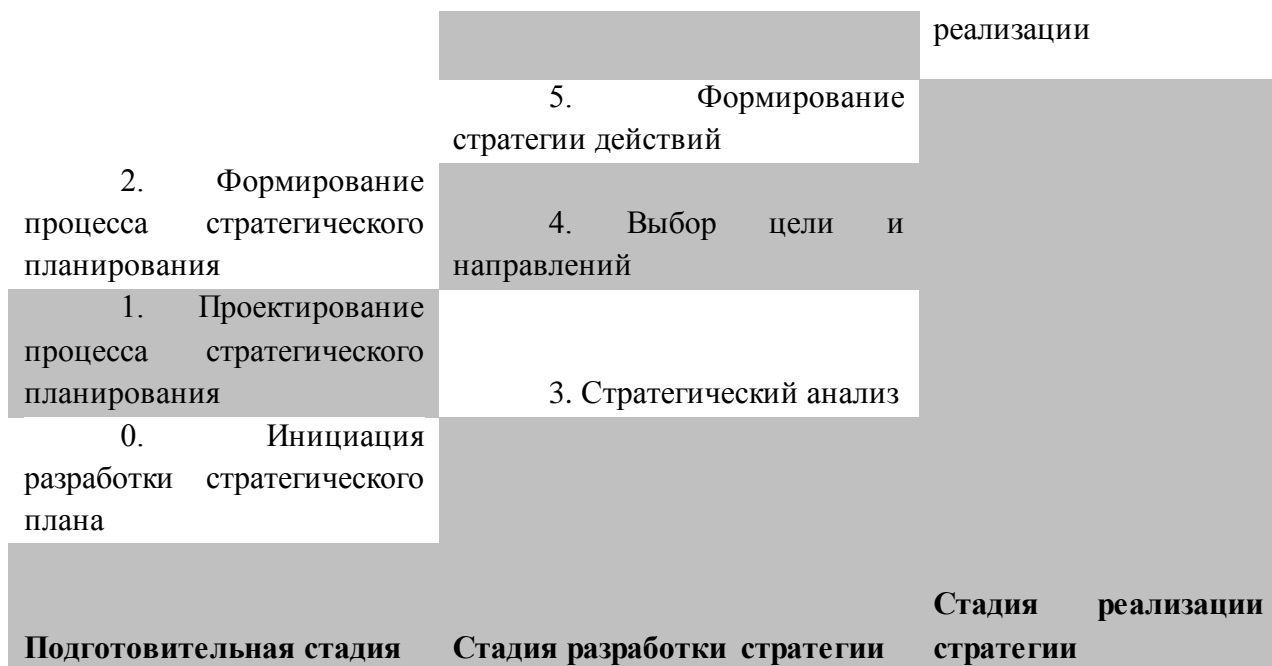 реализации
5. Формирование
стратегии действий
2. Формирование
процесса стратегического
планирования
4. Выбор цели и
направлений
1. Проектирование
процесса стратегического
планирования
3. Стратегический анализ
0. Инициация
разработки стратегического
плана
Подготовительная стадия
Стадия разработки стратегии
Стадия реализации
стратегии